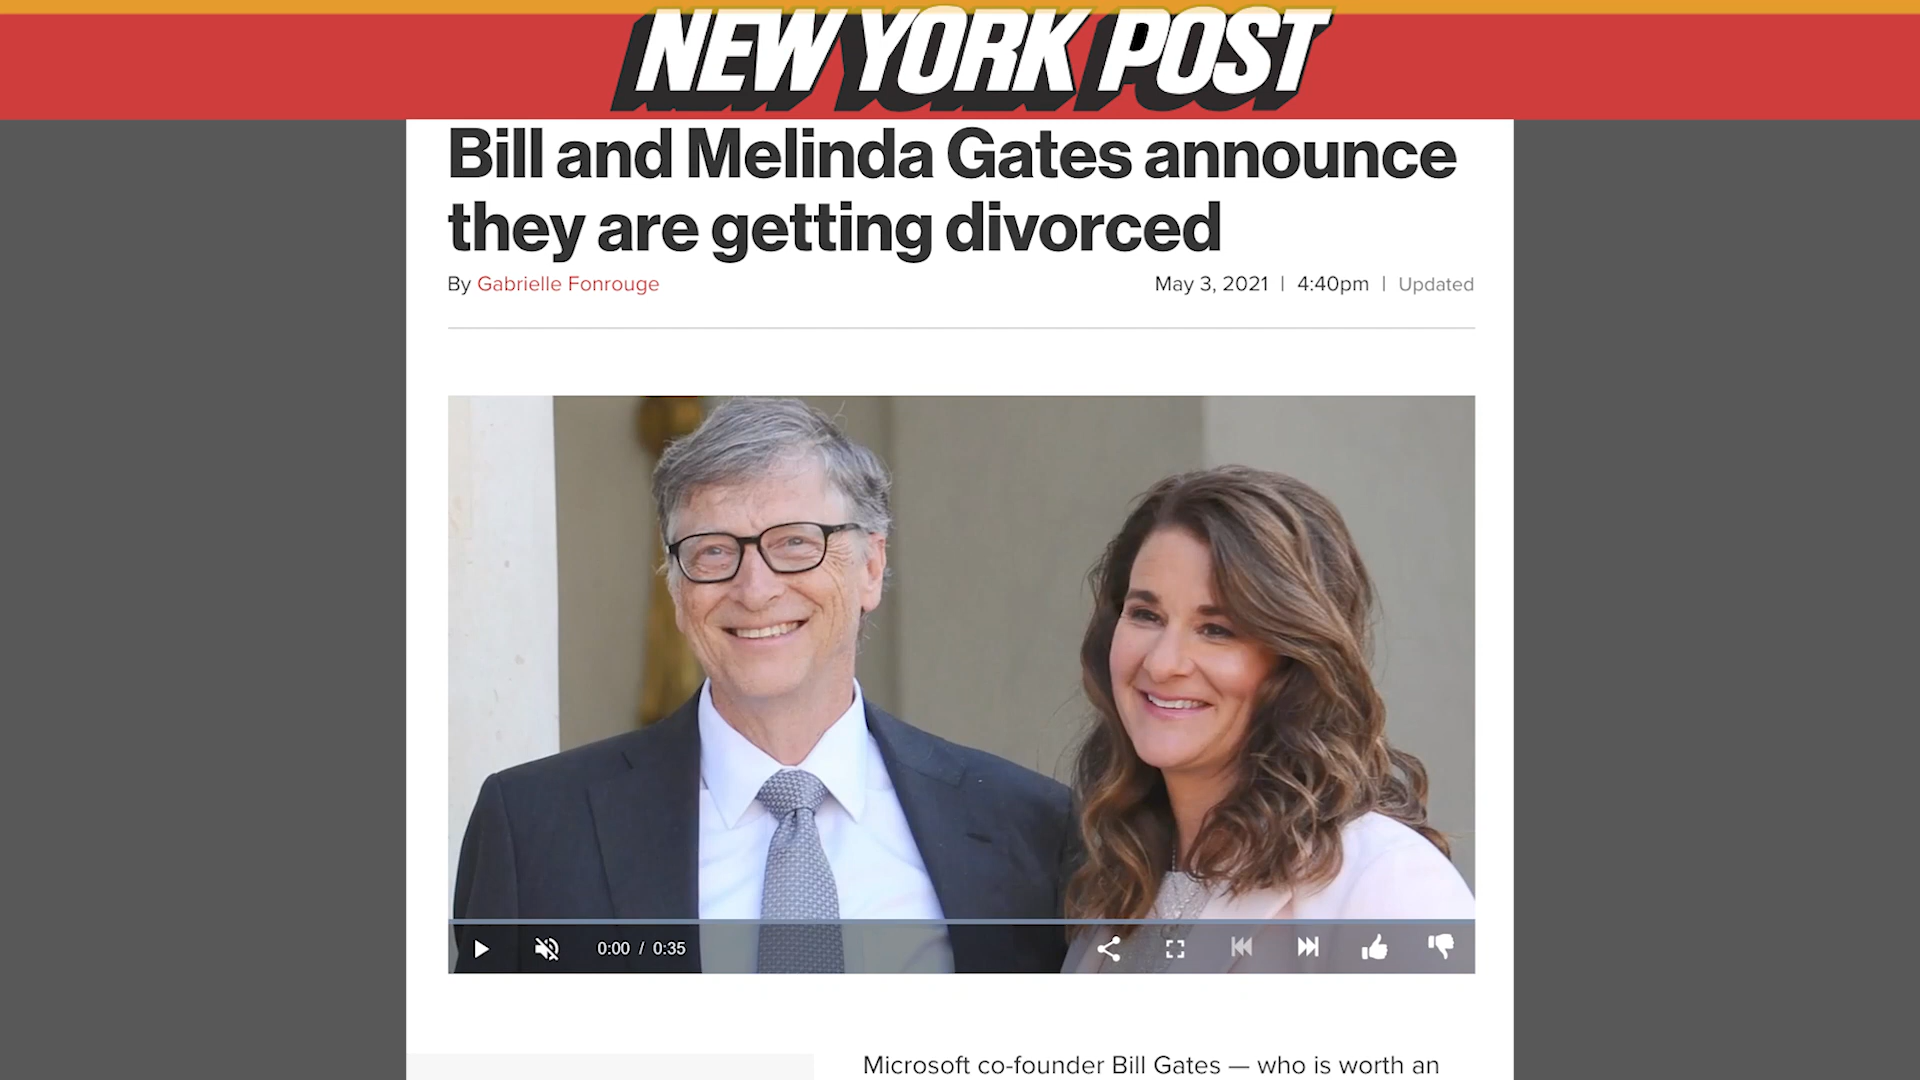 NEW YORK POST
Bill and Melinda Gates announce
they are getting divorced
By Gabrielle Fonrouge
May 3, 2021 | 4:40pm | Updated
0:00 / 0:35
Microsoft co-founder Bill Gates — who is worth an